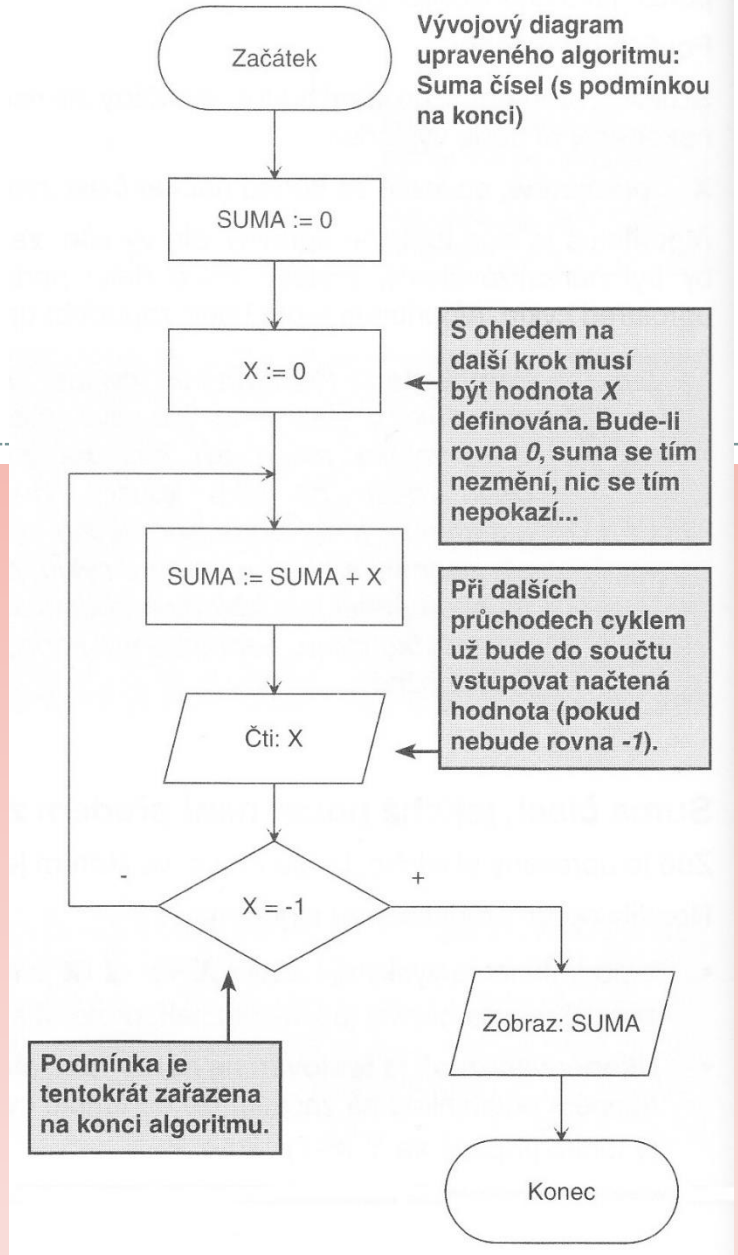 Začátek
Vývojový diagram
upraveného algoritmu:
Suma čísel (s podmínkou
na konci)
SUMA := 0
X := 0
S ohledem na
další krok musí
být hodnota X
definována. Bude-li
rovna 0, suma se tím
nezmění, nic se tím
nepokazí...
SUMA := SUMA + X
Při dalších
průchodech cyklem
už bude do součtu
vstupovat načtená
hodnota (pokud
nebude rovna -1).
Čti: X
-
X = -1
+
Podmínka je
tentokrát zařazena
na konci algoritmu.
Zobraz: SUMA
Konec